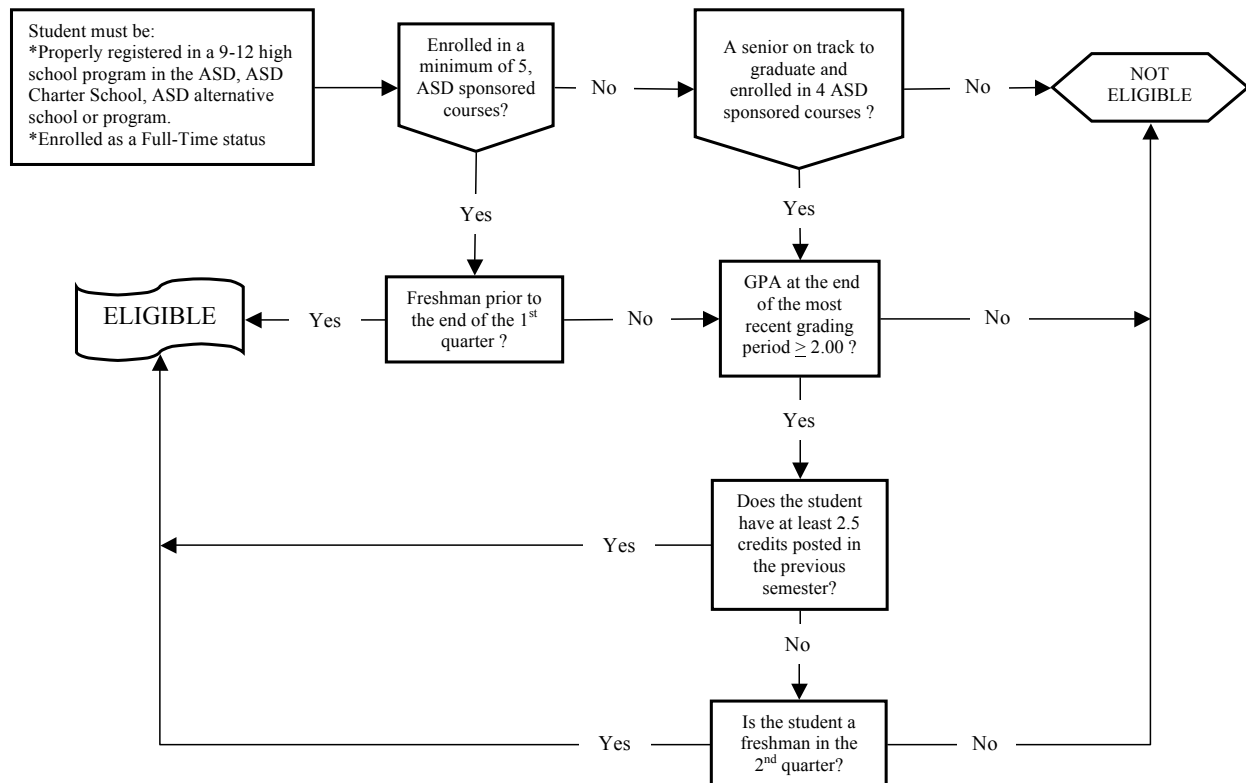 Student must be:
*Properly registered in a 9-12 high
school program in the ASD, ASD
Charter School, ASD alternative
school or program.
*Enrolled as a Full-Time status
Enrolled in a
minimum of 5,
ASD sponsored
courses?
No
A senior on track to
graduate and
enrolled in 4 ASD
sponsored courses ?
No
NOT
ELIGIBLE
Yes
Yes
ELIGIBLE
Yes
Freshman prior to
the end of the 1st
quarter ?
No
GPA at the end
of the most
recent grading
period ≥ 2.00 ?
No
Yes
Does the student
have at least 2.5
credits posted in
the previous
semester?
Yes
No
Is the student a
freshman in the
2nd quarter?
Yes
No